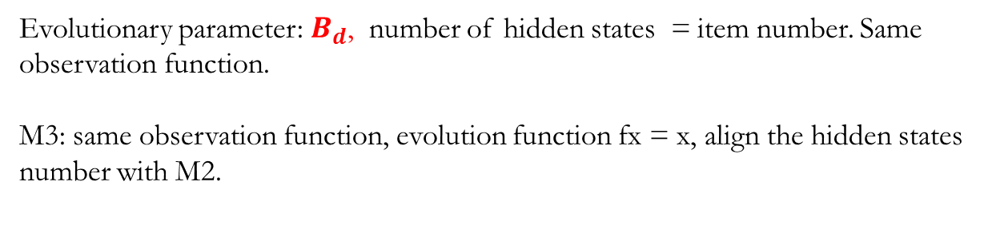 Evolutionary parameter: B_d, number of hidden states = item number. Same
observation function.
M3: same observation function, evolution function fx = x, align the hidden states
number with M2.